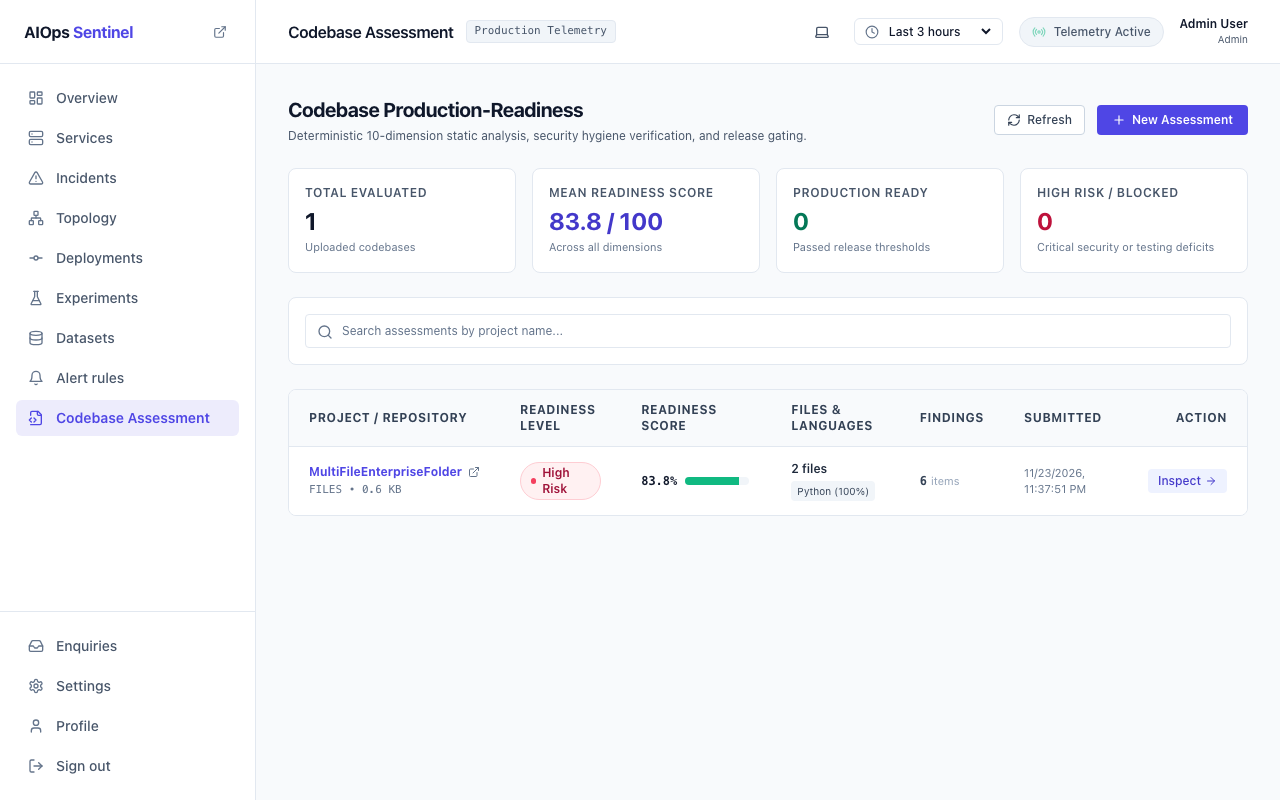 AIOps Sentinel
Codebase Assessment
Production Telemetry
Last 3 hours
Telemetry Active
Admin User
Admin
Overview
Services
Incidents
Topology
Deployments
Experiments
Datasets
Alert rules
Codebase Assessment
Enquiries
Settings
Profile
Sign out
Codebase Production-Readiness
Deterministic 10-dimension static analysis, security hygiene verification, and release gating.
Refresh
New Assessment
TOTAL EVALUATED
1
Uploaded codebases
MEAN READINESS SCORE
83.8 / 100
Across all dimensions
PRODUCTION READY
0
Passed release thresholds
HIGH RISK / BLOCKED
0
Critical security or testing deficits
Search assessments by project name...
PROJECT / REPOSITORY
READINESS
LEVEL
READINESS
SCORE
FILES &
LANGUAGES
FINDINGS
SUBMITTED
ACTION
MultiFileEnterpriseFolder
FILES • 0.6 KB
High
Risk
83.8%
2 files
Python (100%)
6 items
11/23/2026,
11:37:51 PM
Inspect →